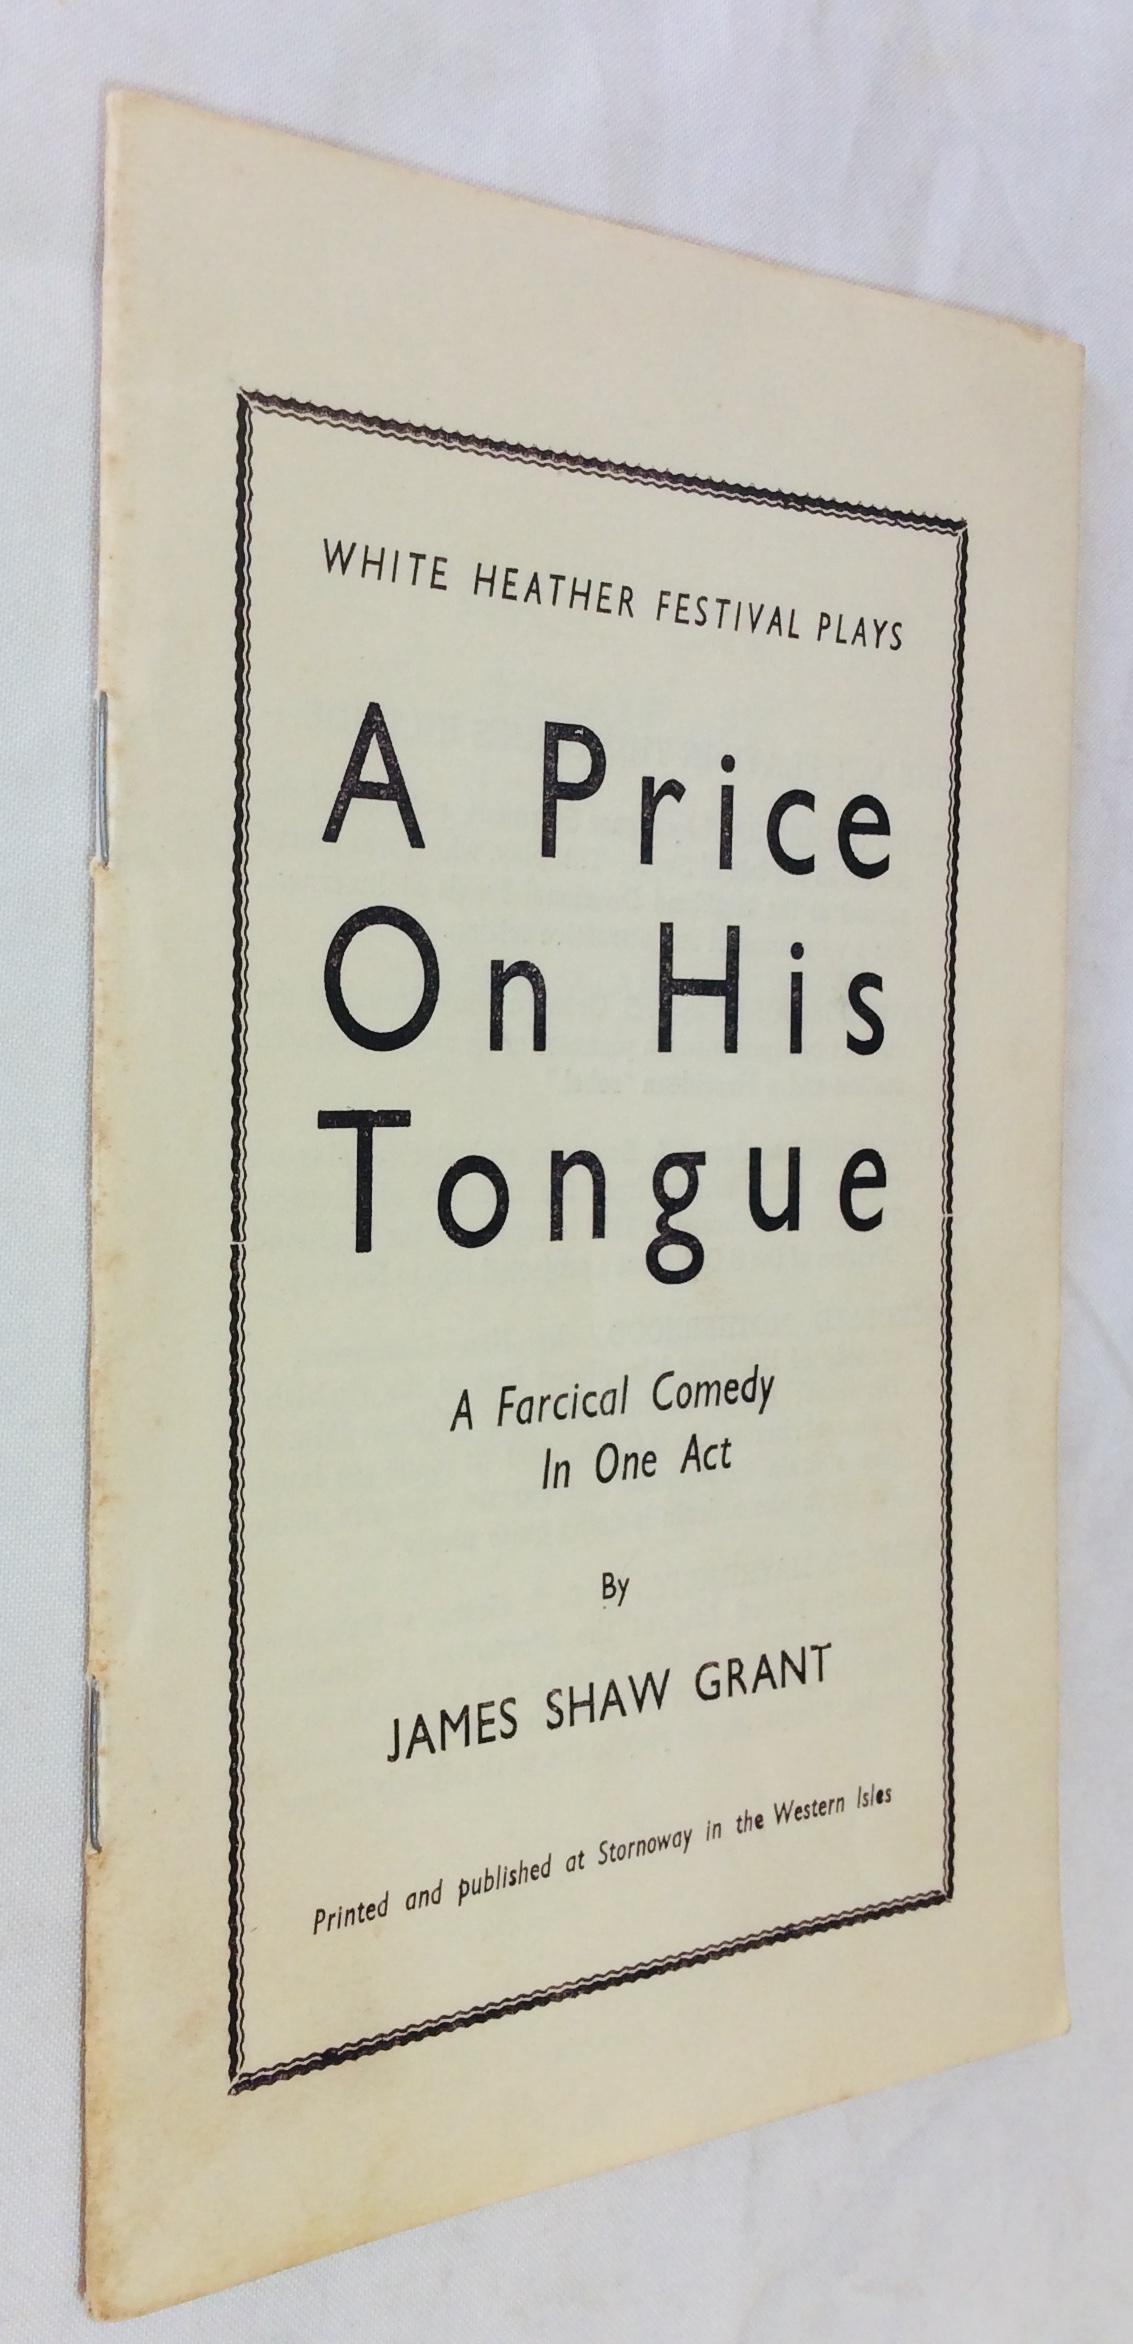 WHITE HEATHER FESTIVAL PLAYS
A Price
On His
Tongue
A Farcical Comedy
In One Act
By
JAMES SHAW GRANT
Printed and published at Stornoway in the Western Isles